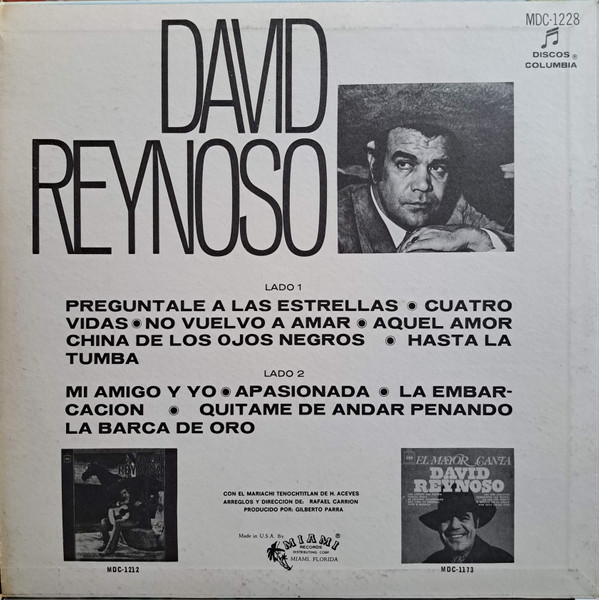 MDC-1228
DISCOS
COLUMBIA®
DAVID
REYNOSO
LADO 1
PREGUNTALE A LAS ESTRELLAS ◉ CUATRO
VIDAS ◉ NO VUELVO A AMAR ◉ AQUEL AMOR
CHINA DE LOS OJOS NEGROS ◉ HASTA LA
TUMBA
LADO 2
MI AMIGO Y YO ◉ APASIONADA ◉ LA EMBAR-
CACION ◉ QUITAME DE ANDAR PENANDO
LA BARCA DE ORO
REYNOSO
MDC-1212
CON EL MARIACHI TENOCHTITLAN DE H. ACEVES
ARREGLOS Y DIRECCION DE: RAFAEL CARRION
PRODUCIDO POR: GILBERTO PARRA
Made in U.S.A. By
MIAMI
RECORDS
DISTRIBUTING CORP
MIAMI, FLORIDA
EL MAYOR CANTA
DAVID
REYNOSO
MDC-1173